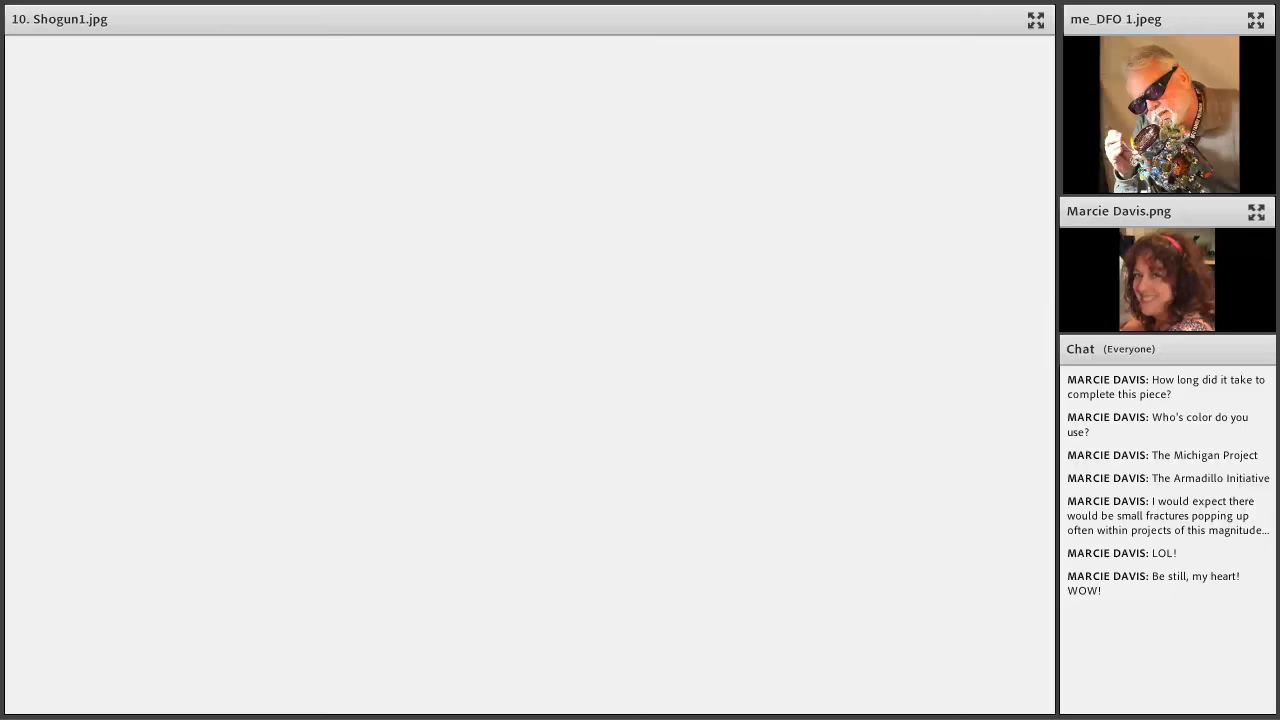 10. Shogun1.jpg
me_DFO 1.jpeg
Marcie Davis.png
Chat (Everyone)
MARCIE DAVIS: How long did it take to
complete this piece?
MARCIE DAVIS: Who's color do you
use?
MARCIE DAVIS: The Michigan Project
MARCIE DAVIS: The Armadillo Initiative
MARCIE DAVIS: I would expect there
would be small fractures popping up
often within projects of this magnitude...
MARCIE DAVIS: LOL!
MARCIE DAVIS: Be still, my heart!
WOW!